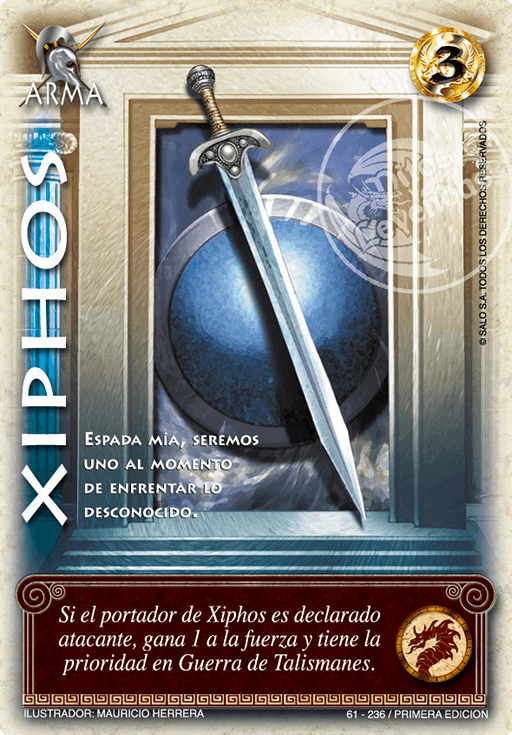 ARMA
3
XIPHOS
Mitos y Leyendas
© SALO S.A. TODOS LOS DERECHOS RESERVADOS
ESPADA MÍA, SEREMOS
UNO AL MOMENTO
DE ENFRENTAR LO
DESCONOCIDO.
Si el portador de Xiphos es declarado
atacante, gana 1 a la fuerza y tiene la
prioridad en Guerra de Talismanes.
ILUSTRADOR: MAURICIO HERRERA
61 - 236 / PRIMERA EDICION